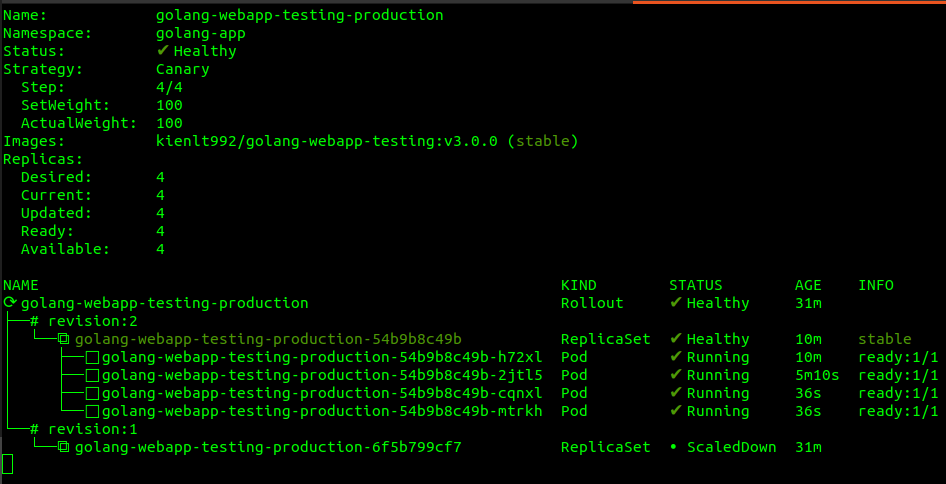 Name: golang-webapp-testing-production
Namespace: golang-app
Status: ✔ Healthy
Strategy: Canary
Step: 4/4
SetWeight: 100
ActualWeight: 100
Images: kienlt992/golang-webapp-testing:v3.0.0 (stable)
Replicas:
Desired: 4
Current: 4
Updated: 4
Ready: 4
Available: 4
NAME KIND STATUS AGE INFO
⟳ golang-webapp-testing-production Rollout ✔ Healthy 31m
├──# revision:2
│  └──⧉ golang-webapp-testing-production-54b9b8c49b ReplicaSet ✔ Healthy 10m stable
│     ├──□ golang-webapp-testing-production-54b9b8c49b-h72xl Pod ✔ Running 10m ready:1/1
│     ├──□ golang-webapp-testing-production-54b9b8c49b-2jtl5 Pod ✔ Running 5m10s ready:1/1
│     ├──□ golang-webapp-testing-production-54b9b8c49b-cqnxl Pod ✔ Running 36s ready:1/1
│     └──□ golang-webapp-testing-production-54b9b8c49b-mtrkh Pod ✔ Running 36s ready:1/1
└──# revision:1
   └──⧉ golang-webapp-testing-production-6f5b799cf7 ReplicaSet • ScaledDown 31m